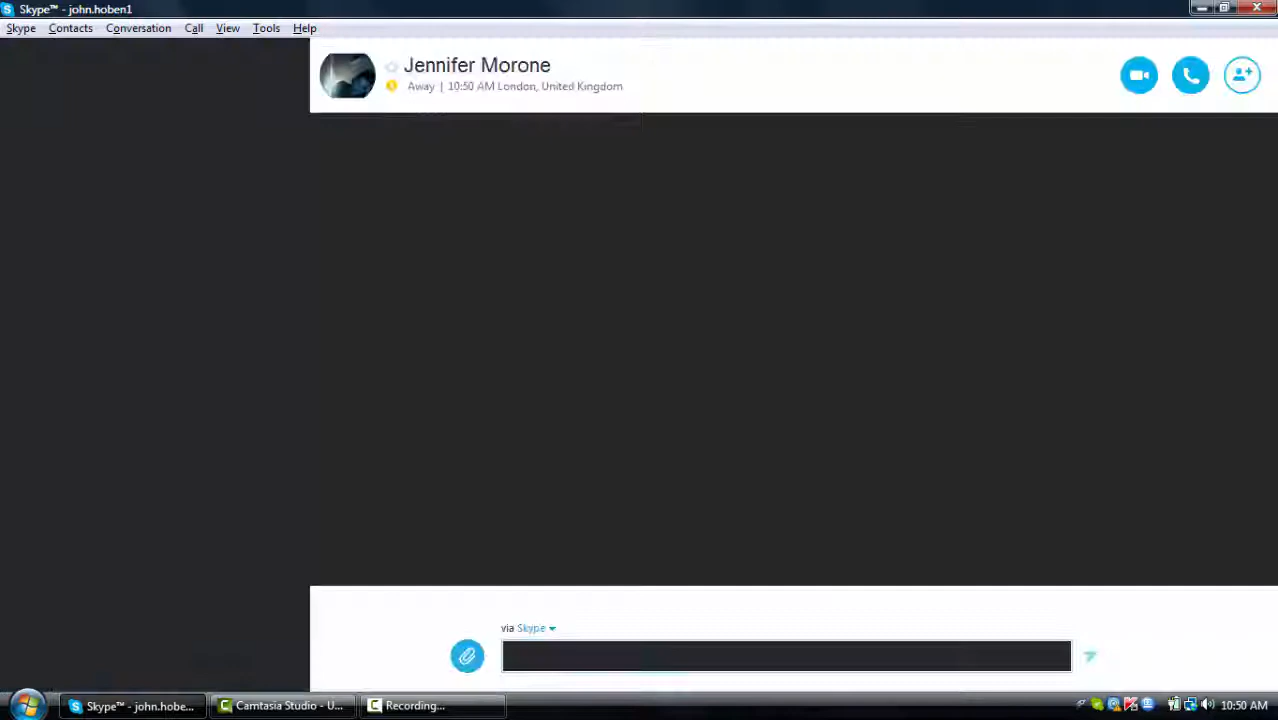 Skype™ - john.hoben1
Skype Contacts Conversation Call View Tools Help
Jennifer Morone
Away | 10:50 AM London, United Kingdom
via Skype
Skype™ - john.hobe...
Camtasia Studio - U...
Recording...
10:50 AM